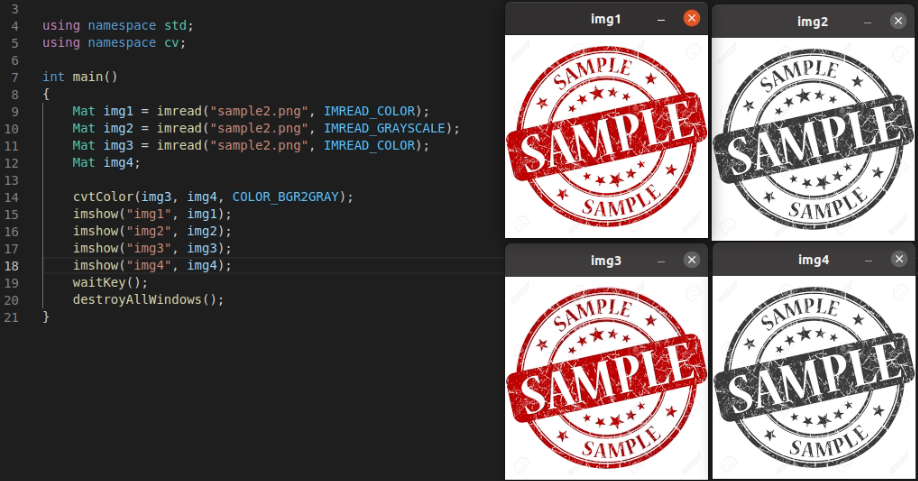 3
4 using namespace std;
5 using namespace cv;
6
7 int main()
8 {
9 Mat img1 = imread("sample2.png", IMREAD_COLOR);
10 Mat img2 = imread("sample2.png", IMREAD_GRAYSCALE);
11 Mat img3 = imread("sample2.png", IMREAD_COLOR);
12 Mat img4;
13
14 cvtColor(img3, img4, COLOR_BGR2GRAY);
15 imshow("img1", img1);
16 imshow("img2", img2);
17 imshow("img3", img3);
18 imshow("img4", img4);
19 waitKey();
20 destroyAllWindows();
21 }
img1
SAMPLE
SAMPLE
SAMPLE
img2
SAMPLE
SAMPLE
SAMPLE
img3
SAMPLE
SAMPLE
SAMPLE
img4
SAMPLE
SAMPLE
SAMPLE